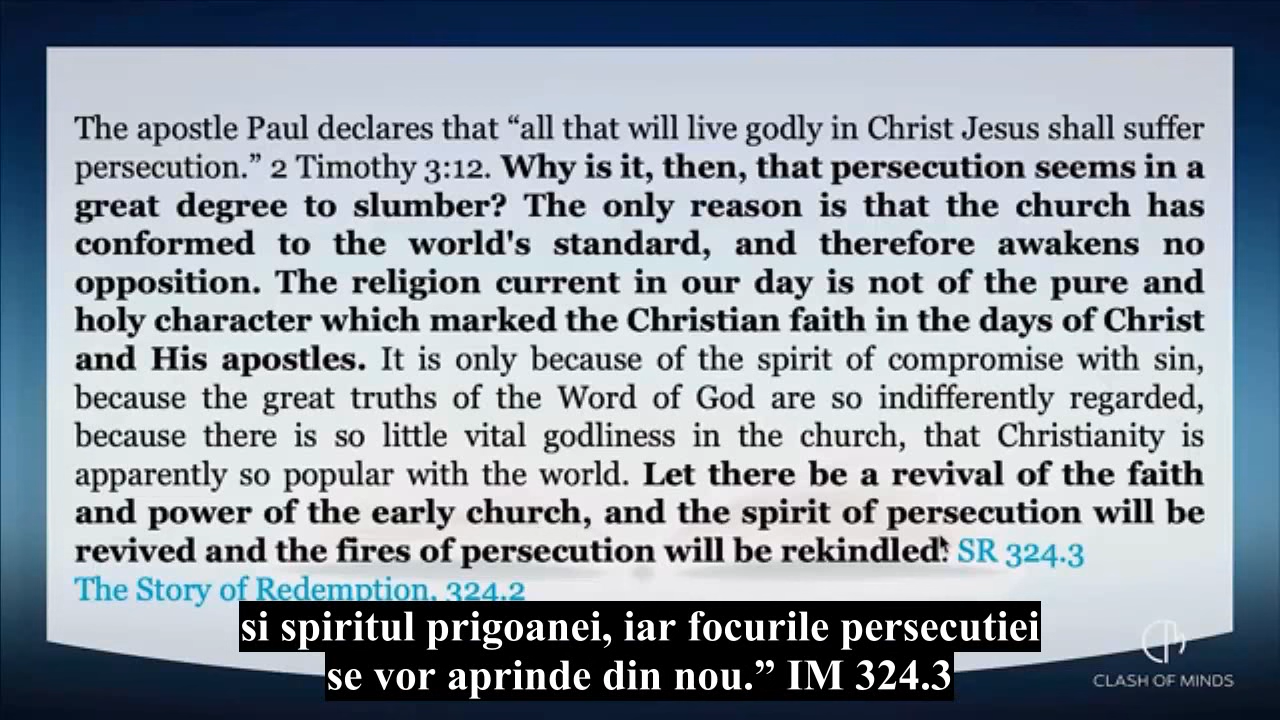 The apostle Paul declares that “all that will live godly in Christ Jesus shall suffer
persecution.” 2 Timothy 3:12. Why is it, then, that persecution seems in a
great degree to slumber? The only reason is that the church has
conformed to the world's standard, and therefore awakens no
opposition. The religion current in our day is not of the pure and
holy character which marked the Christian faith in the days of Christ
and His apostles. It is only because of the spirit of compromise with sin,
because the great truths of the Word of God are so indifferently regarded,
because there is so little vital godliness in the church, that Christianity is
apparently so popular with the world. Let there be a revival of the faith
and power of the early church, and the spirit of persecution will be
revived and the fires of persecution will be rekindled. SR 324.3
The Story of Redemption, 324.2
si spiritul prigoanei, iar focurile persecutiei
se vor aprinde din nou.” IM 324.3
CLASH OF MINDS